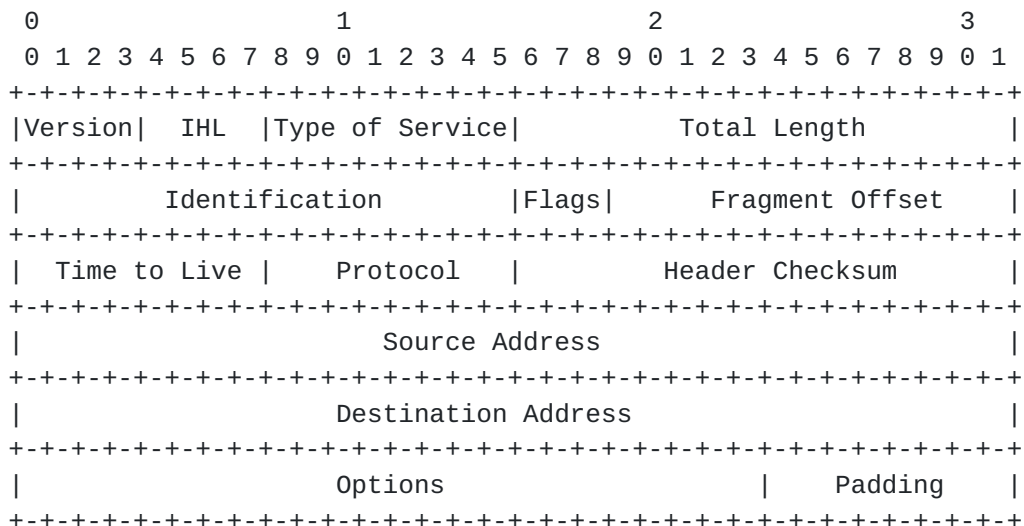 0                   1                   2                   3
 0 1 2 3 4 5 6 7 8 9 0 1 2 3 4 5 6 7 8 9 0 1 2 3 4 5 6 7 8 9 0 1
+-+-+-+-+-+-+-+-+-+-+-+-+-+-+-+-+-+-+-+-+-+-+-+-+-+-+-+-+-+-+-+-+
|Version|  IHL  |Type of Service|          Total Length         |
+-+-+-+-+-+-+-+-+-+-+-+-+-+-+-+-+-+-+-+-+-+-+-+-+-+-+-+-+-+-+-+-+
|         Identification        |Flags|      Fragment Offset    |
+-+-+-+-+-+-+-+-+-+-+-+-+-+-+-+-+-+-+-+-+-+-+-+-+-+-+-+-+-+-+-+-+
|  Time to Live |    Protocol   |         Header Checksum       |
+-+-+-+-+-+-+-+-+-+-+-+-+-+-+-+-+-+-+-+-+-+-+-+-+-+-+-+-+-+-+-+-+
|                       Source Address                          |
+-+-+-+-+-+-+-+-+-+-+-+-+-+-+-+-+-+-+-+-+-+-+-+-+-+-+-+-+-+-+-+-+
|                    Destination Address                        |
+-+-+-+-+-+-+-+-+-+-+-+-+-+-+-+-+-+-+-+-+-+-+-+-+-+-+-+-+-+-+-+-+
|                    Options                    |    Padding    |
+-+-+-+-+-+-+-+-+-+-+-+-+-+-+-+-+-+-+-+-+-+-+-+-+-+-+-+-+-+-+-+-+